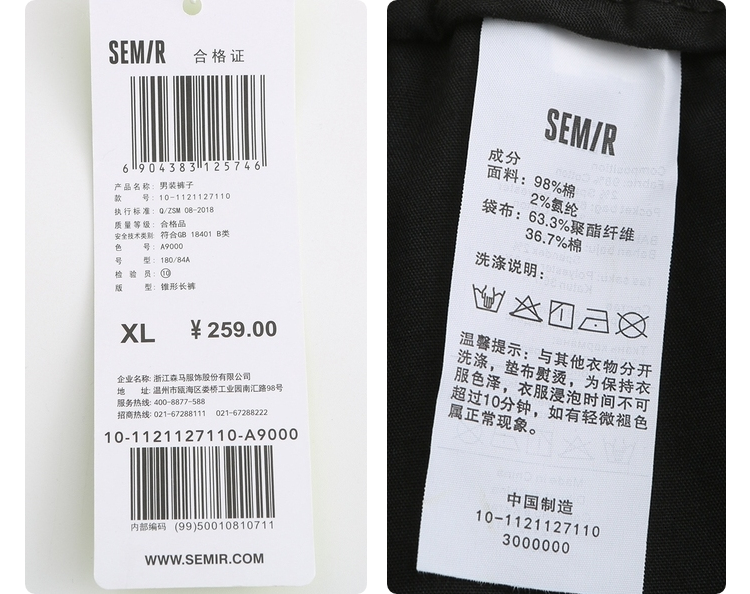 SEMIR 合格证
6 904383 125746
产品名称: 男装裤子
款 号: 10-1121127110
执行标准: Q/ZSM 08-2018
质量等级: 合格品
安全技术类别: 符合GB 18401 B类
色 号: A9000
号 型: 180/84A
检 验 员: ⑩
版 型: 锥形长裤
XL ￥259.00
企业名称: 浙江森马服饰股份有限公司
地 址: 温州市瓯海区娄桥工业园南汇路98号
服务热线: 400-8877-588
招商热线: 021-67288111 021-67288222
10-1121127110-A9000
内部编码 (99)50010810711
WWW.SEMIR.COM
SEMIR
成分
面料: 98%棉
2%氨纶
袋布: 63.3%聚酯纤维
36.7%棉
洗涤说明:
温馨提示: 与其他衣物分开
洗涤, 垫布熨烫, 为保持衣
服色泽, 衣服浸泡时间不可
超过10分钟, 如有轻微褪色
属正常现象。
中国制造
10-1121127110
3000000